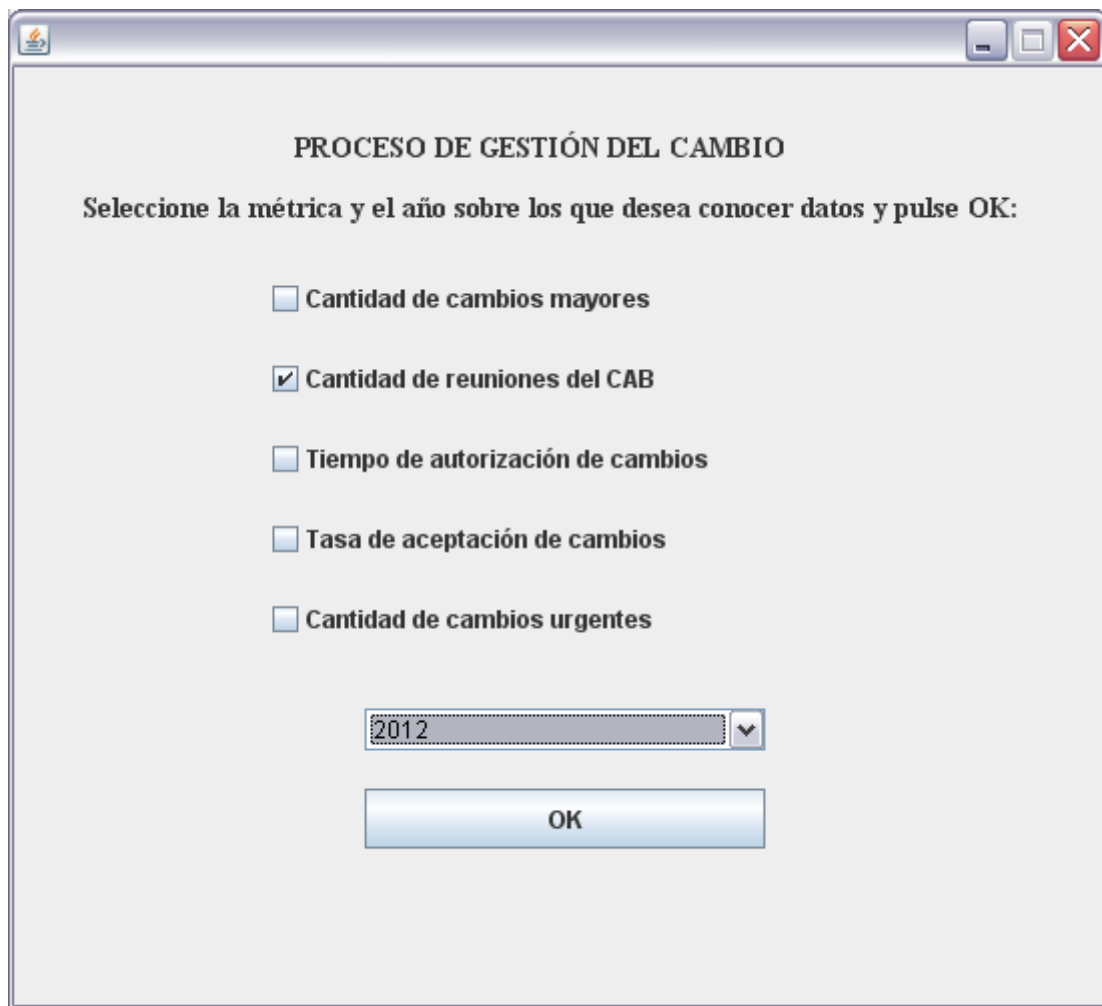 PROCESO DE GESTIÓN DEL CAMBIO
Seleccione la métrica y el año sobre los que desea conocer datos y pulse OK:
Cantidad de cambios mayores
Cantidad de reuniones del CAB
Tiempo de autorización de cambios
Tasa de aceptación de cambios
Cantidad de cambios urgentes
2012
OK